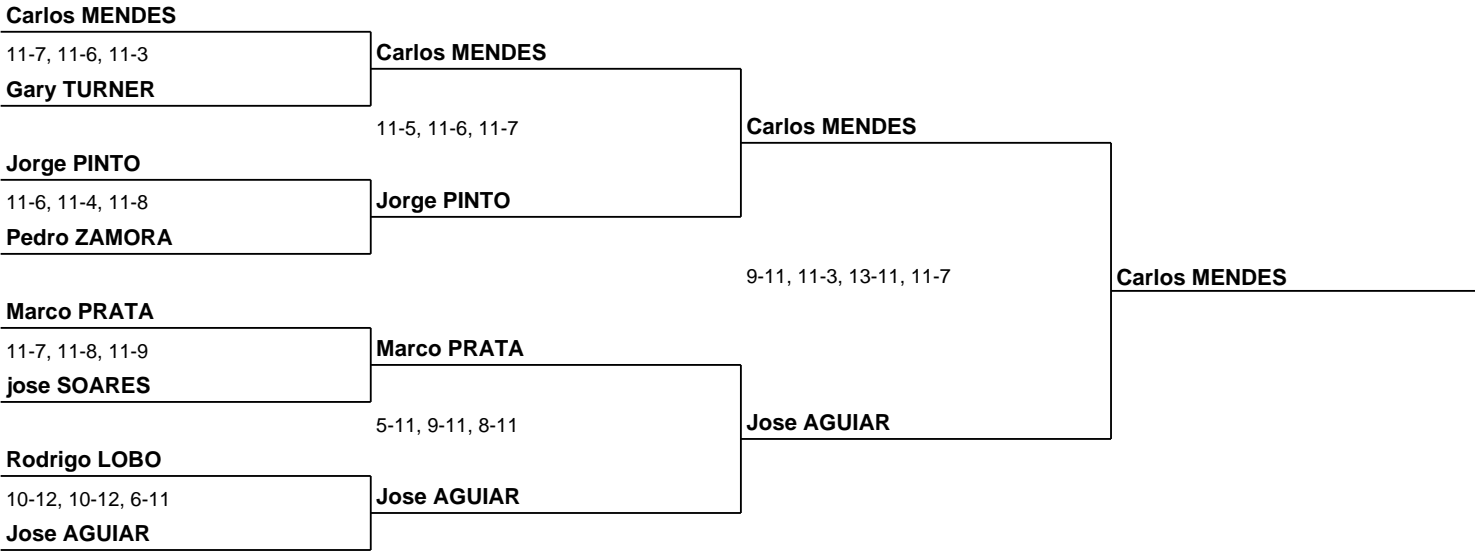 Carlos MENDES
11-7, 11-6, 11-3
Carlos MENDES
Gary TURNER
11-5, 11-6, 11-7
Carlos MENDES
Jorge PINTO
11-6, 11-4, 11-8
Jorge PINTO
Pedro ZAMORA
9-11, 11-3, 13-11, 11-7
Carlos MENDES
Marco PRATA
11-7, 11-8, 11-9
Marco PRATA
jose SOARES
5-11, 9-11, 8-11
Jose AGUIAR
Rodrigo LOBO
10-12, 10-12, 6-11
Jose AGUIAR
Jose AGUIAR